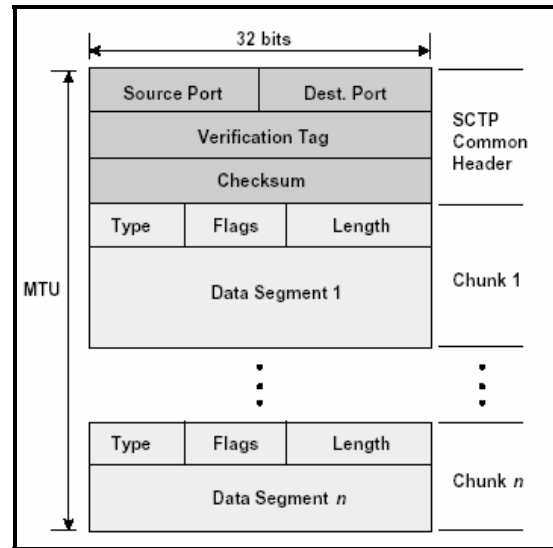 32 bits
Source Port Dest. Port
Verification Tag
Checksum
SCTP
Common
Header
Type Flags Length
Data Segment 1
Chunk 1
MTU
Type Flags Length
Data Segment n
Chunk n